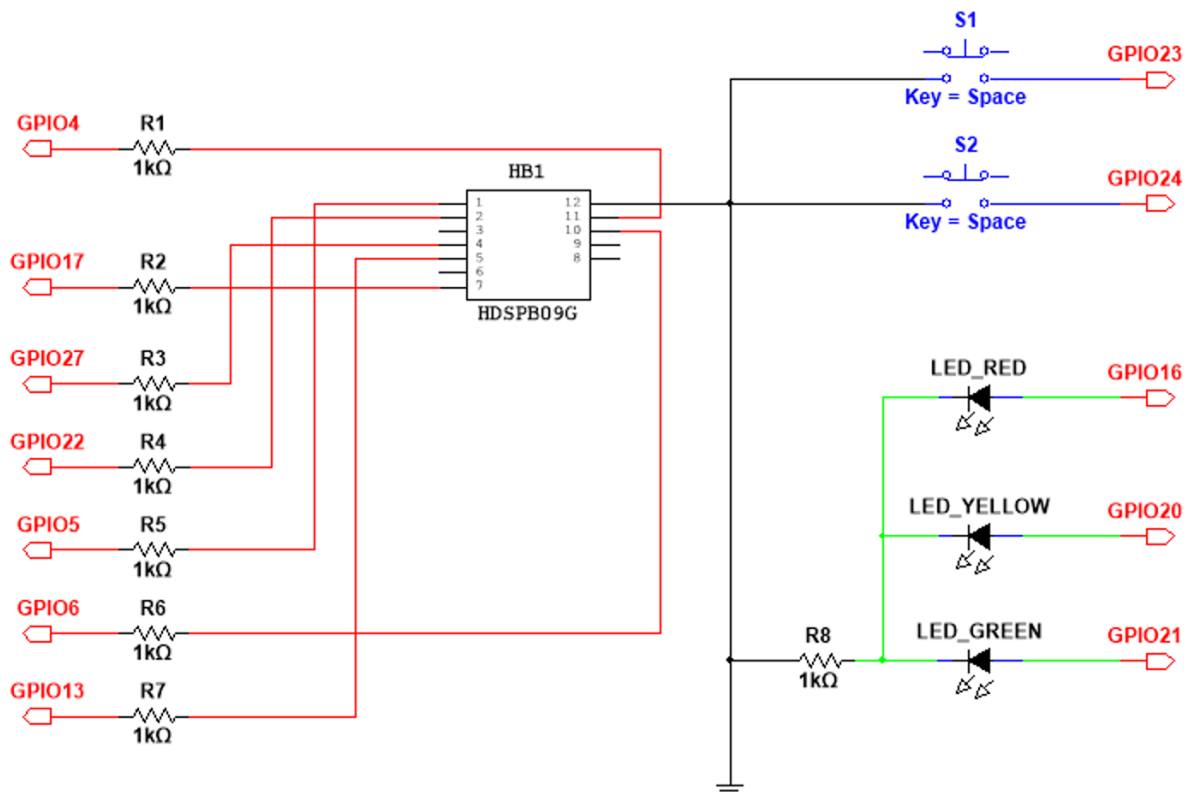 S1
GPIO23
Key = Space
GPIO4
R1
1kΩ
S2
GPIO24
Key = Space
HB1
1
2
3
4
5
6
7
12
11
10
9
8
HDSPB09G
GPIO17
R2
1kΩ
GPIO27
R3
1kΩ
LED_RED
GPIO16
GPIO22
R4
1kΩ
LED_YELLOW
GPIO20
GPIO5
R5
1kΩ
GPIO6
R6
1kΩ
R8
1kΩ
LED_GREEN
GPIO21
GPIO13
R7
1kΩ